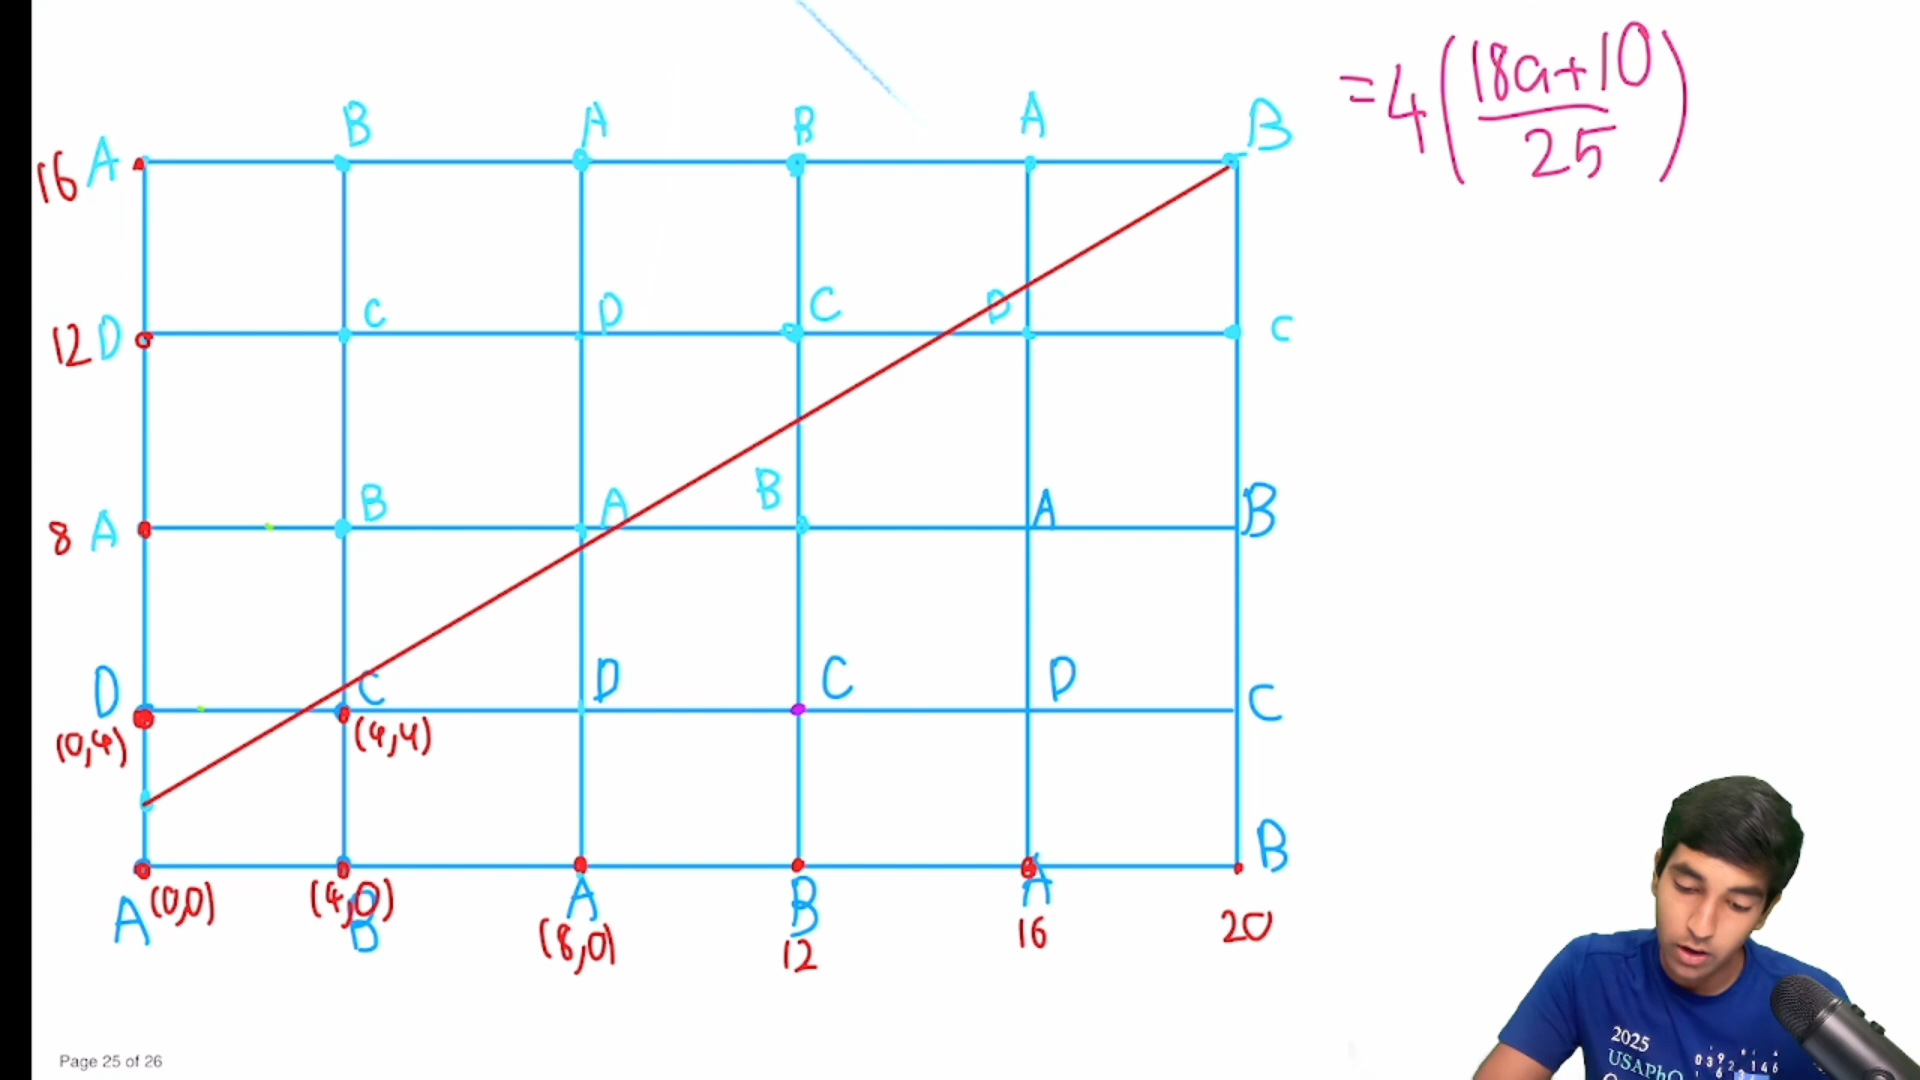 = 4 ( 18a+10 / 25 )
B A B A B
16 A
C D C D C
12 D
B A B A B
8 A
D C D C D C
(0,4) (4,4)
B
A (0,0) (4,0) B A B A
(8,0) 12 16 20
Page 25 of 26
2025
USAPhO